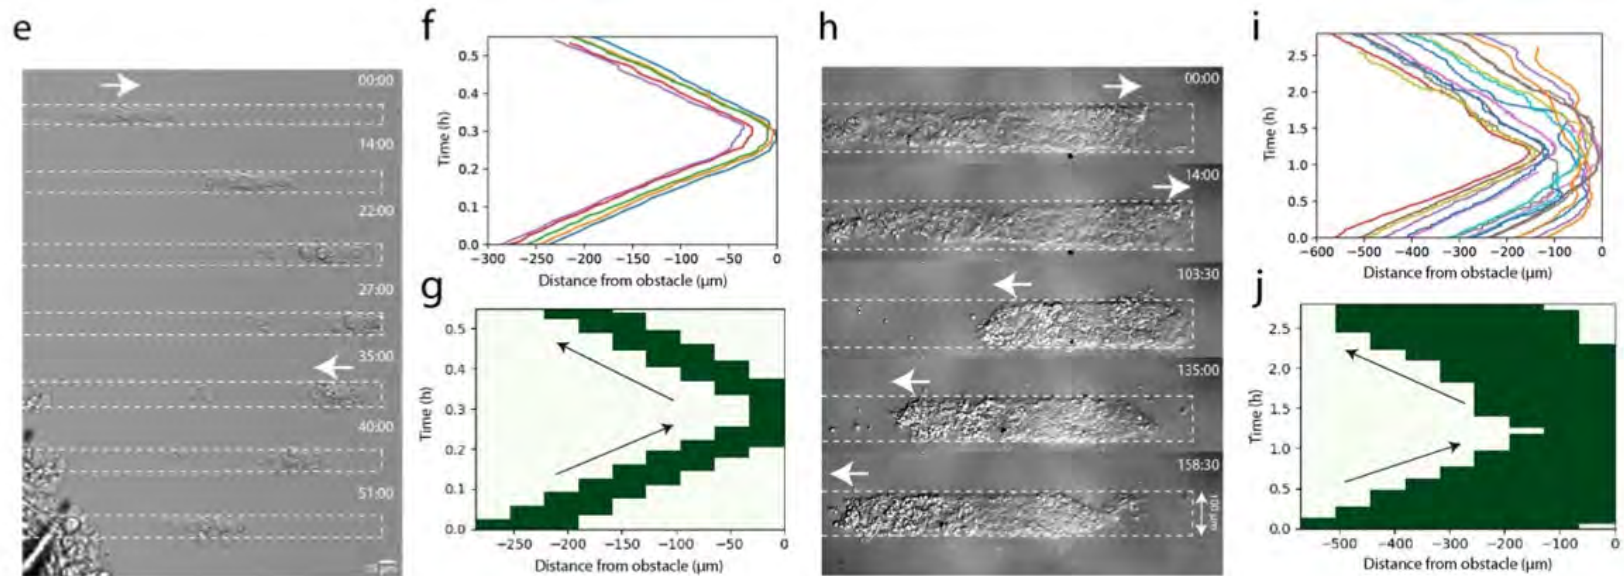 e
00:00
14:00
22:00
27:00
35:00
40:00
51:00
f
Time (h)
0.5
0.4
0.3
0.2
0.1
0.0
−300 −250 −200 −150 −100 −50 0
Distance from obstacle (μm)
g
Time (h)
0.5
0.4
0.3
0.2
0.1
0.0
−250 −200 −150 −100 −50 0
Distance from obstacle (μm)
h
00:00
14:00
103:30
135:00
158:30
100 μm
i
Time (h)
2.5
2.0
1.5
1.0
0.5
0.0
−600 −500 −400 −300 −200 −100 0
Distance from obstacle (μm)
j
Time (h)
2.5
2.0
1.5
1.0
0.5
0.0
−500 −400 −300 −200 −100 0
Distance from obstacle (μm)